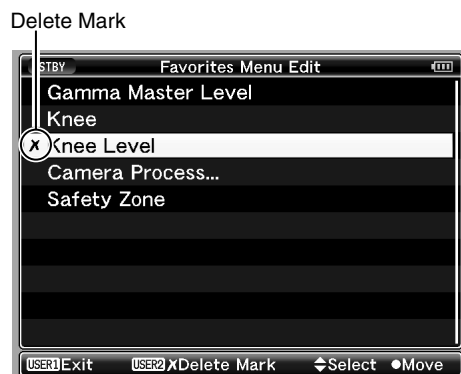 Delete Mark
STBY Favorites Menu Edit
Gamma Master Level
Knee
✗ Knee Level
Camera Process...
Safety Zone
USER1 Exit USER2 ✗Delete Mark Select ●Move